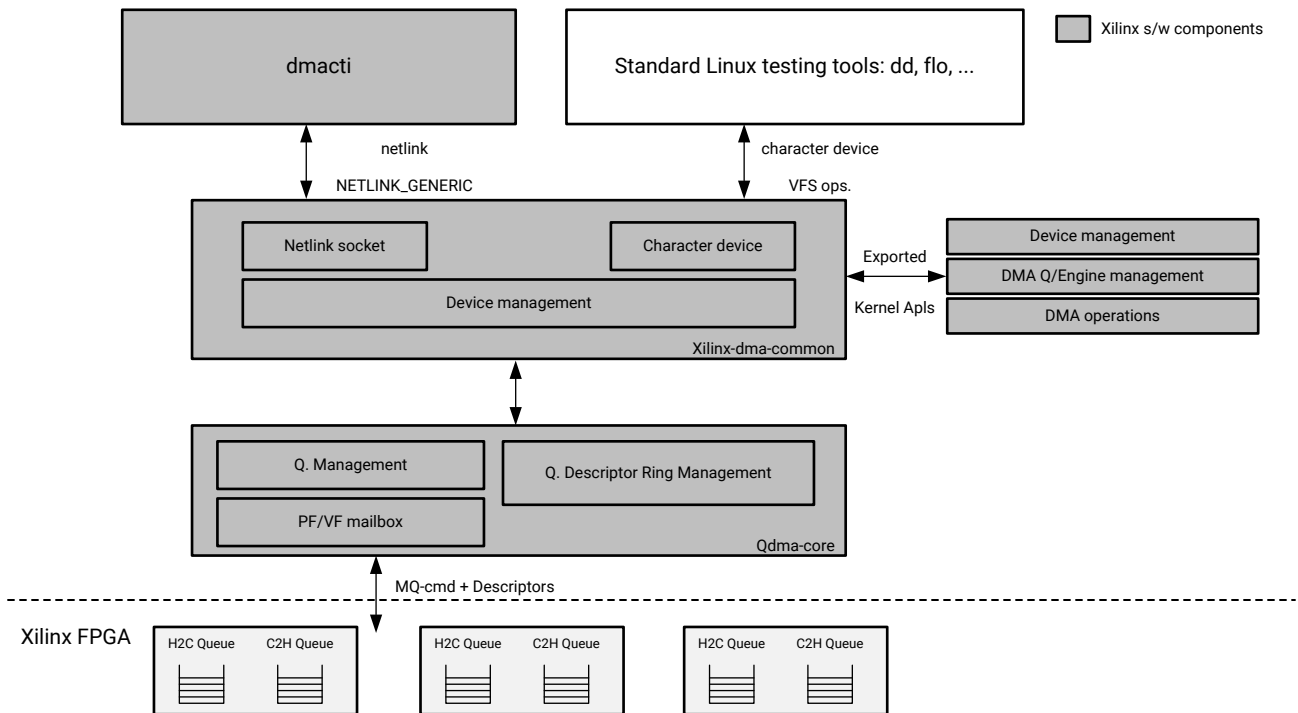 Xilinx s/w components
dmacti
Standard Linux testing tools: dd, flo, ...
netlink
character device
NETLINK_GENERIC
VFS ops.
Netlink socket
Character device
Device management
Xilinx-dma-common
Exported
Kernel Apls
Device management
DMA Q/Engine management
DMA operations
Q. Management
Q. Descriptor Ring Management
PF/VF mailbox
Qdma-core
MQ-cmd + Descriptors
Xilinx FPGA
H2C Queue
C2H Queue
H2C Queue
C2H Queue
H2C Queue
C2H Queue